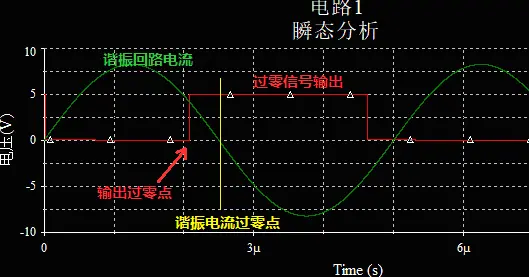 电路1
瞬态分析
谐振回路电流
过零信号输出
输出过零点
谐振电流过零点
电压(V)
10
5
0
-5
-10
0
3μ
6μ
Time (s)